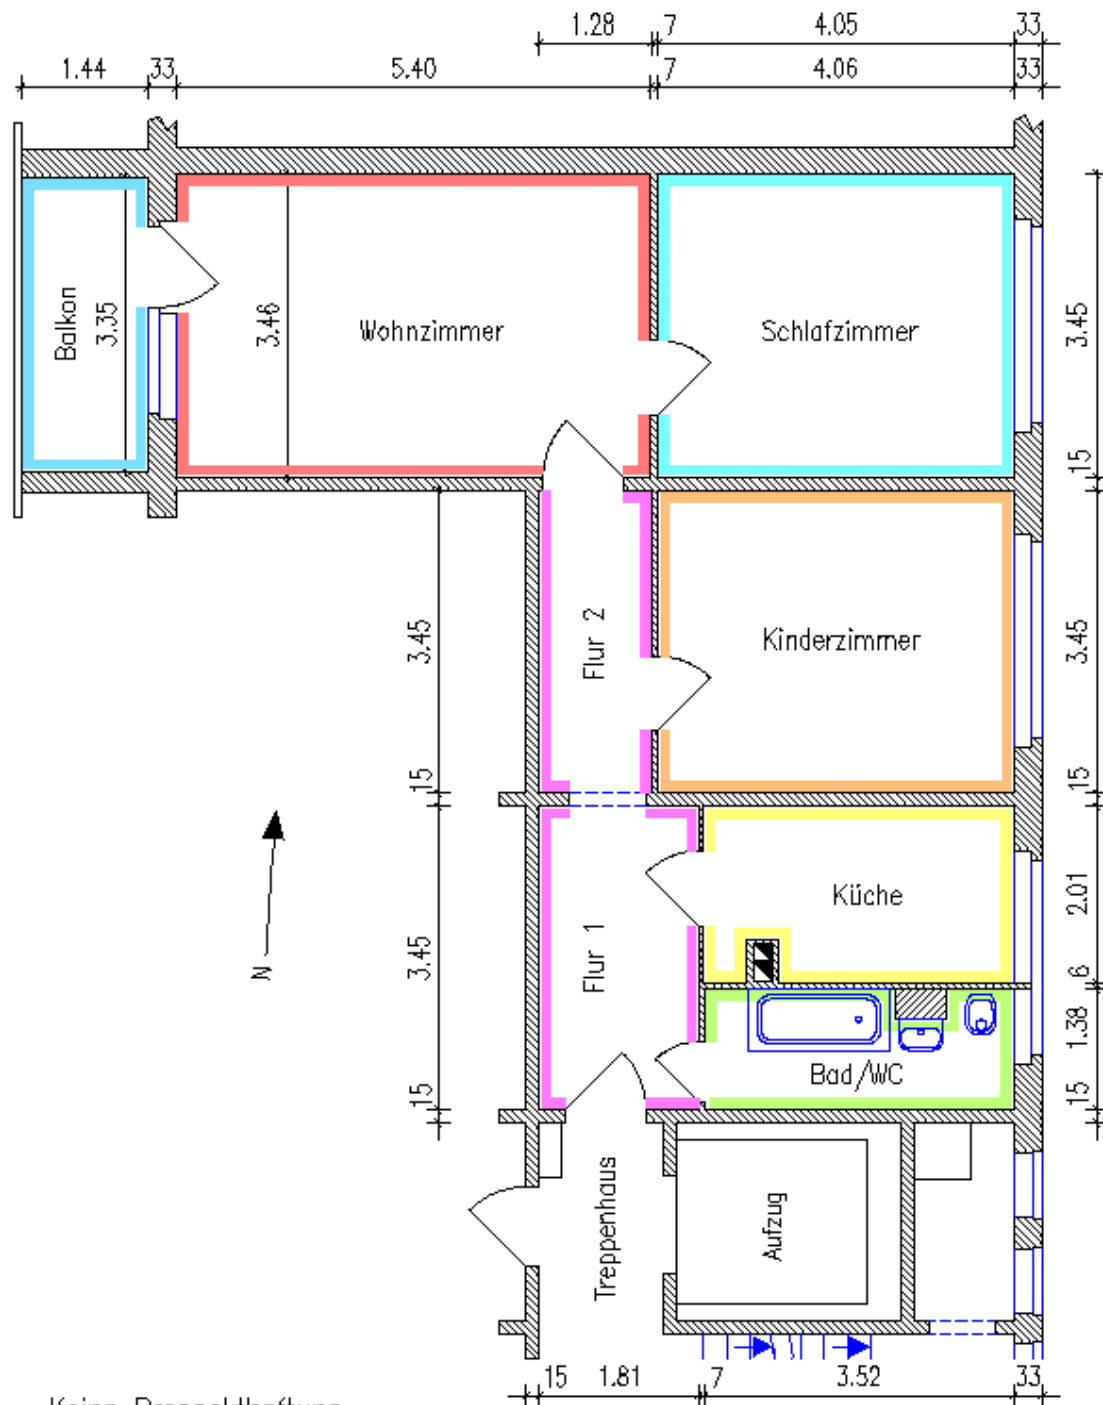 1.28 7 4.05 33
1.44 33 5.40 7 4.06 33
Balkon
3.35
3.46
Wohnzimmer
Schlafzimmer
3.45
15
Flur 2
Kinderzimmer
3.45
15
3.45
15
N
Flur 1
Küche
3.45
15
2.01
6
1.38
15
Bad/WC
Treppenhaus
Aufzug
15 1.81 7 3.52 33
Keine Prospekthaftung